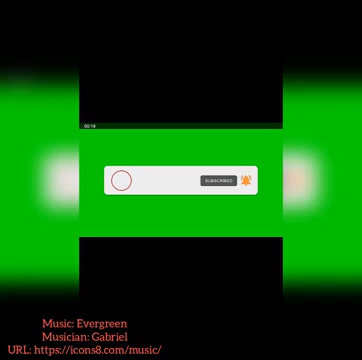 00:19
SUBSCRIBED
Music: Evergreen
Musician: Gabriel
URL: https://icons8.com/music/